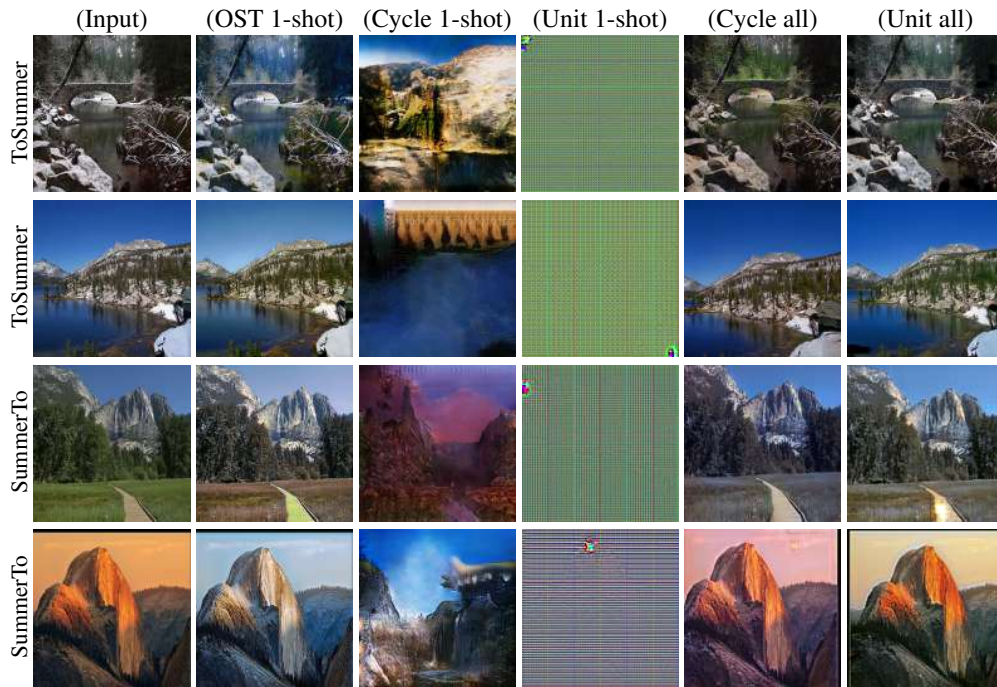 (Input) (OST 1-shot) (Cycle 1-shot) (Unit 1-shot) (Cycle all) (Unit all)
ToSummer
ToSummer
SummerTo
SummerTo